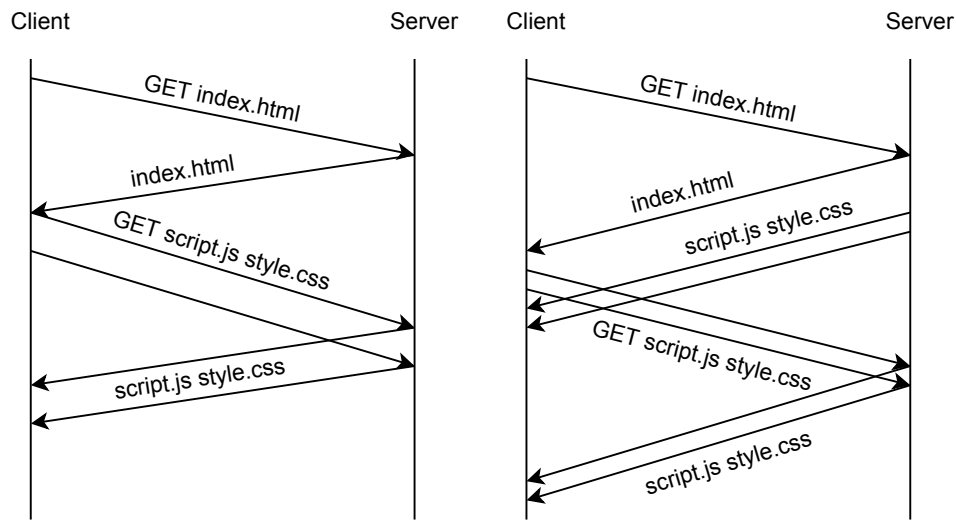 Client
Server
GET index.html
index.html
GET script.js style.css
script.js style.css
Client
Server
GET index.html
index.html
script.js style.css
GET script.js style.css
script.js style.css